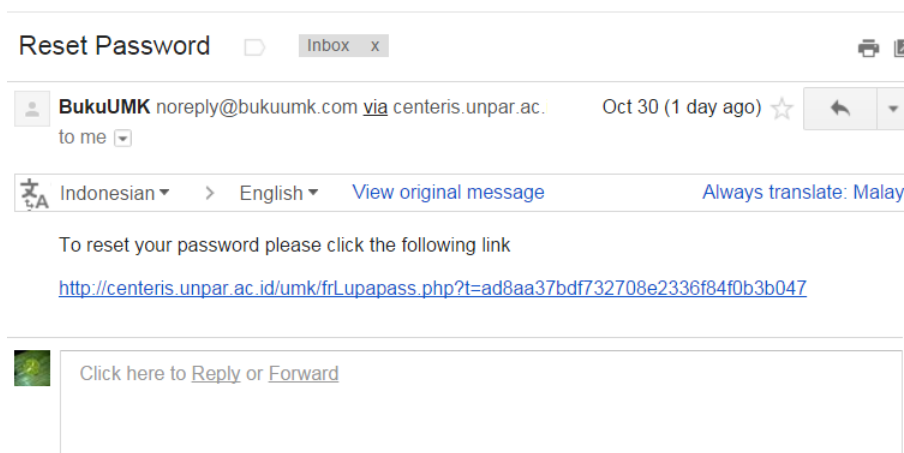 Reset Password Inbox x
BukuUMK noreply@bukuumk.com via centeris.unpar.ac. Oct 30 (1 day ago)
to me
文A Indonesian > English View original message Always translate: Malay
To reset your password please click the following link
http://centeris.unpar.ac.id/umk/frLupapass.php?t=ad8aa37bdf732708e2336f84f0b3b047
Click here to Reply or Forward